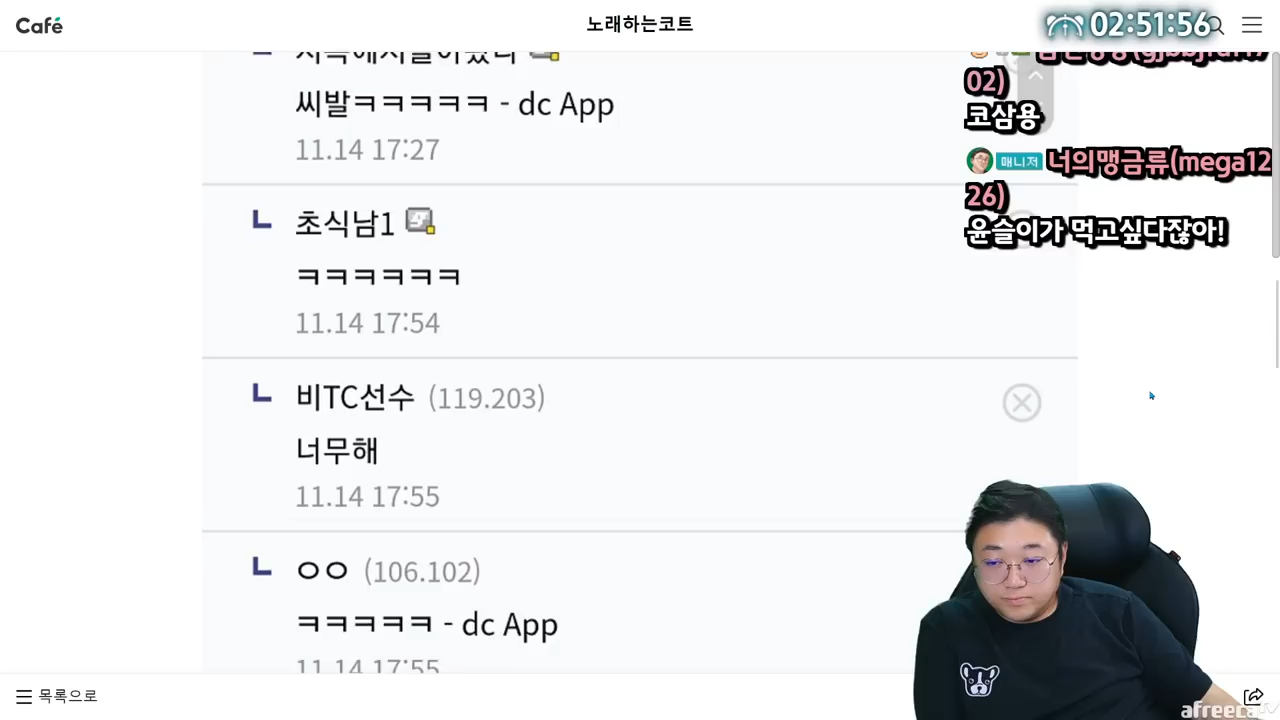 Café
노래하는코트
02:51:56
씨발ㅋㅋㅋㅋㅋ - dc App
11.14 17:27
초식남1
ㅋㅋㅋㅋㅋㅋ
11.14 17:54
비TC선수 (119.203)
너무해
11.14 17:55
ㅇㅇ (106.102)
ㅋㅋㅋㅋㅋ - dc App
11.14 17:55
02)
코삼용
매니저 너의맹금류(mega12
26)
윤슬이가 먹고싶다잖아!
목록으로
afreecaTV